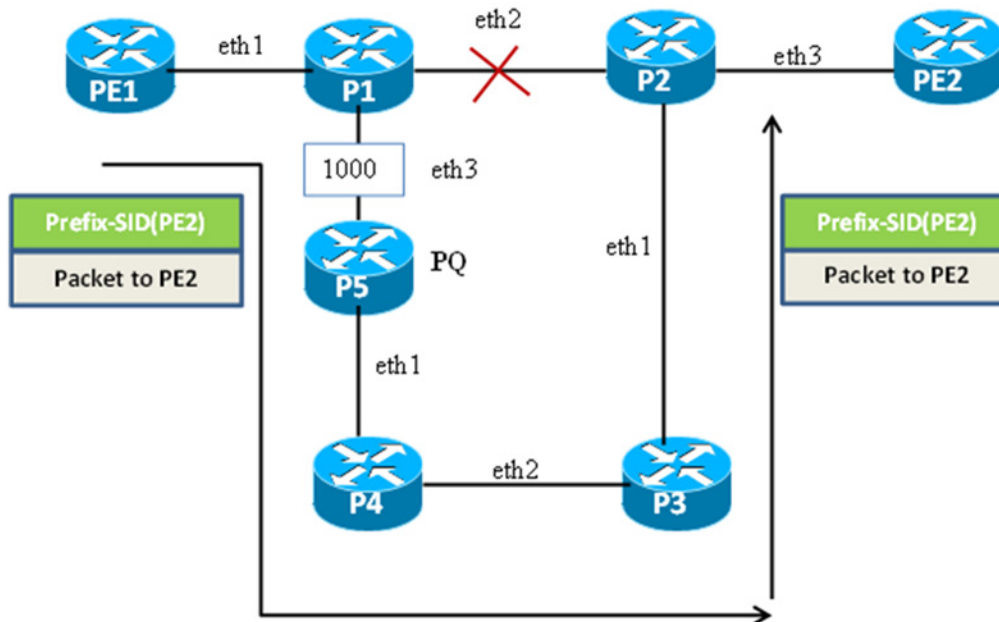 eth2
eth1
eth3
PE1
P1
P2
PE2
1000
eth3
Prefix-SID(PE2)
Packet to PE2
P5
PQ
eth1
Prefix-SID(PE2)
Packet to PE2
eth1
eth2
P4
P3